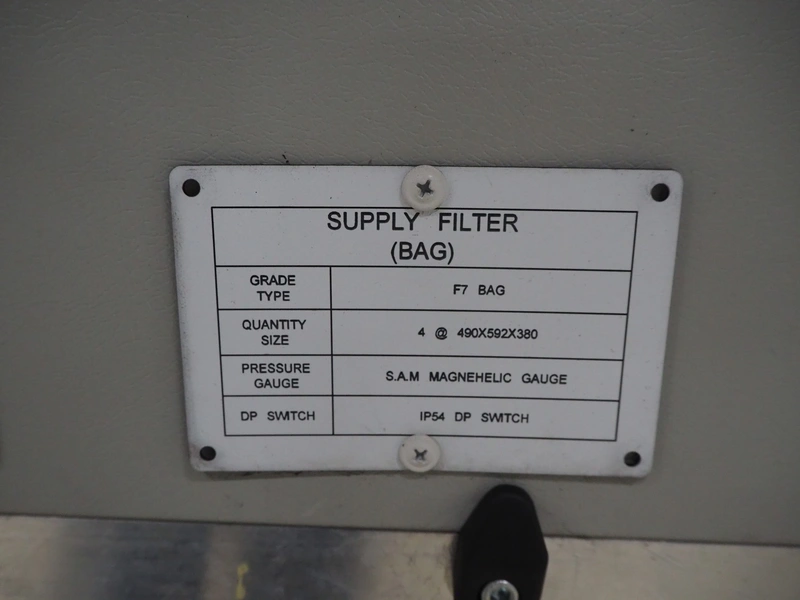 SUPPLY FILTER
(BAG)
GRADE TYPE F7 BAG
QUANTITY SIZE 4 @ 490X592X380
PRESSURE GAUGE S.A.M MAGNEHELIC GAUGE
DP SWITCH IP54 DP SWITCH